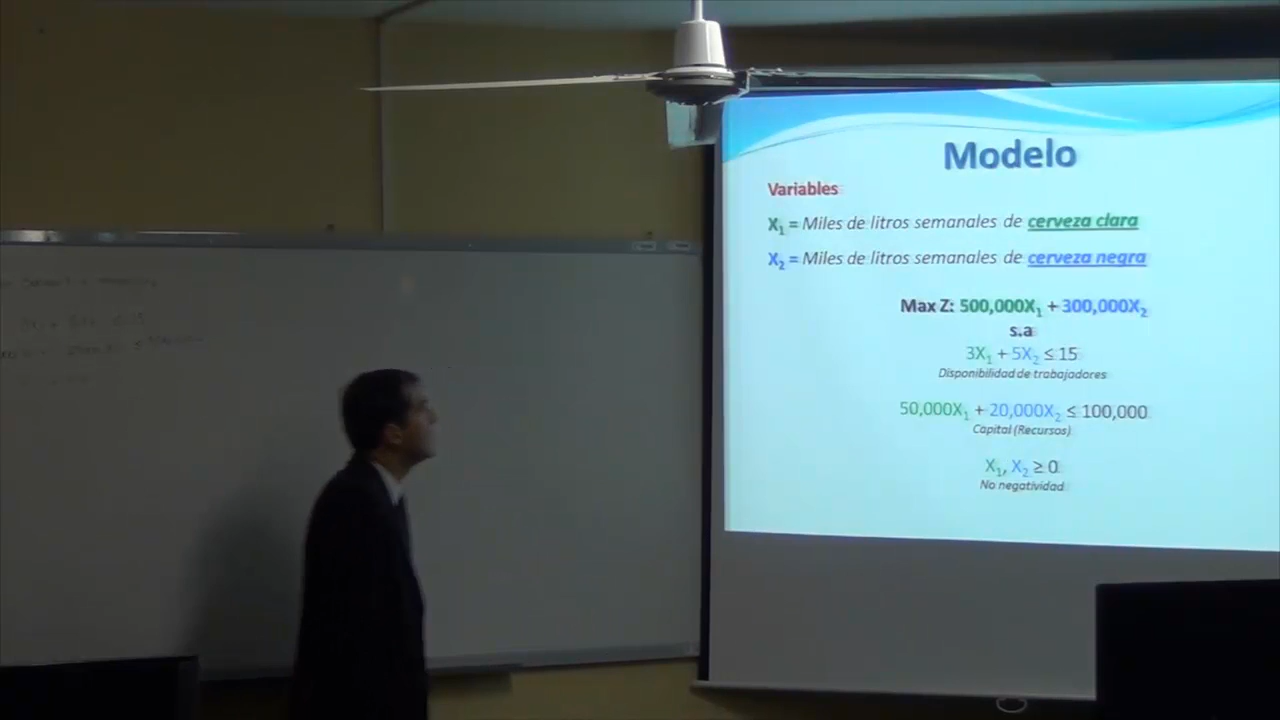 Modelo
Variables
X₁ = Miles de litros semanales de cerveza clara
X₂ = Miles de litros semanales de cerveza negra
Max Z: 500,000X₁ + 300,000X₂
s.a
3X₁ + 5X₂ ≤ 15
Disponibilidad de trabajadores
50,000X₁ + 20,000X₂ ≤ 100,000
Capital (Recursos)
X₁, X₂ ≥ 0
No negatividad